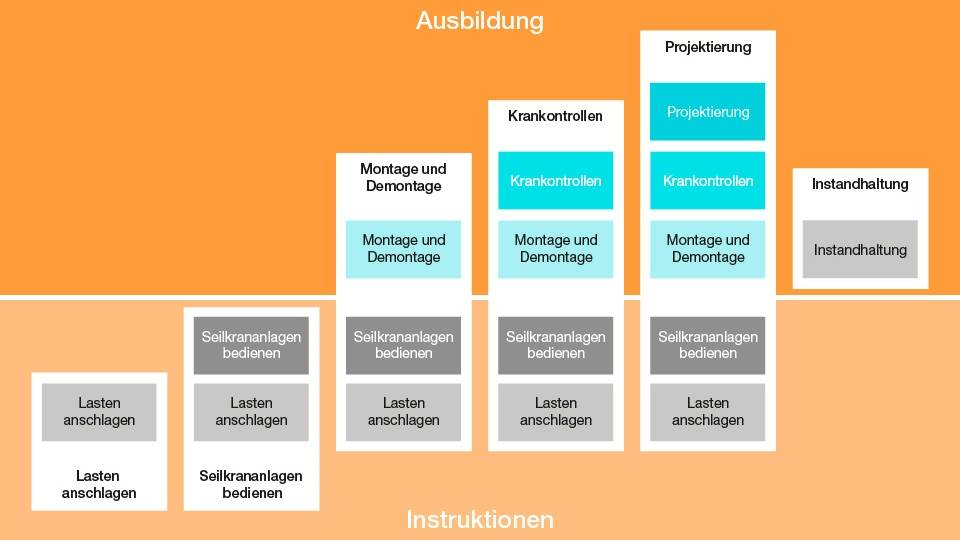 Ausbildung
Projektierung
Projektierung
Krankontrollen
Krankontrollen
Krankontrollen
Montage und
Demontage
Instandhaltung
Montage und
Demontage
Montage und
Demontage
Montage und
Demontage
Instandhaltung
Seilkrananlagen
bedienen
Seilkrananlagen
bedienen
Seilkrananlagen
bedienen
Seilkrananlagen
bedienen
Lasten
anschlagen
Lasten
anschlagen
Lasten
anschlagen
Lasten
anschlagen
Lasten
anschlagen
Lasten
anschlagen
Seilkrananlagen
bedienen
Instruktionen